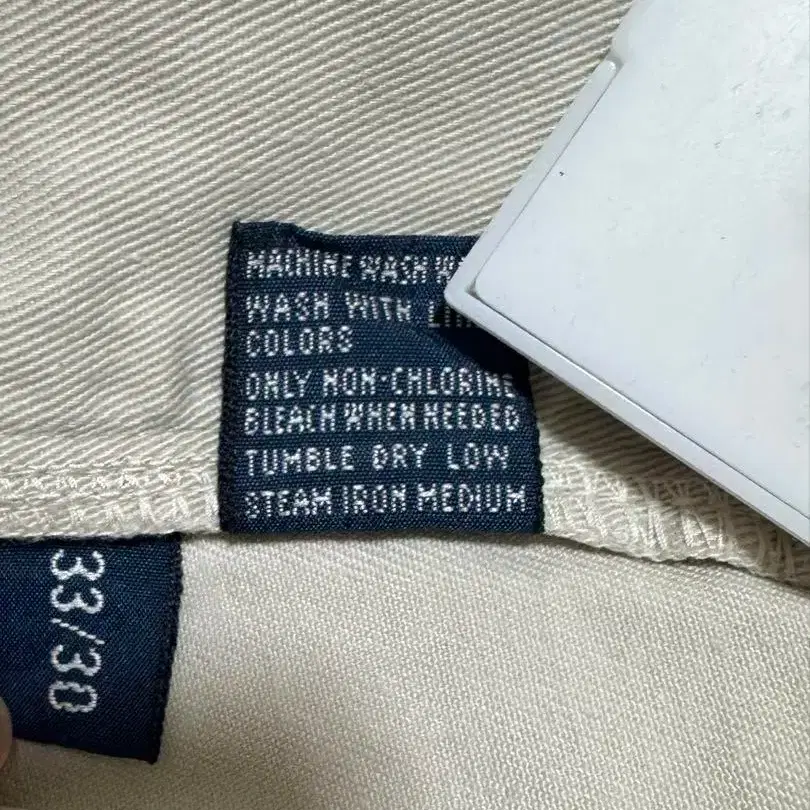 MACHINE WASH
WASH WITH
COLORS
ONLY NON-CHLORINE
BLEACH WHEN NEEDED
TUMBLE DRY LOW
STEAM IRON MEDIUM
33/30